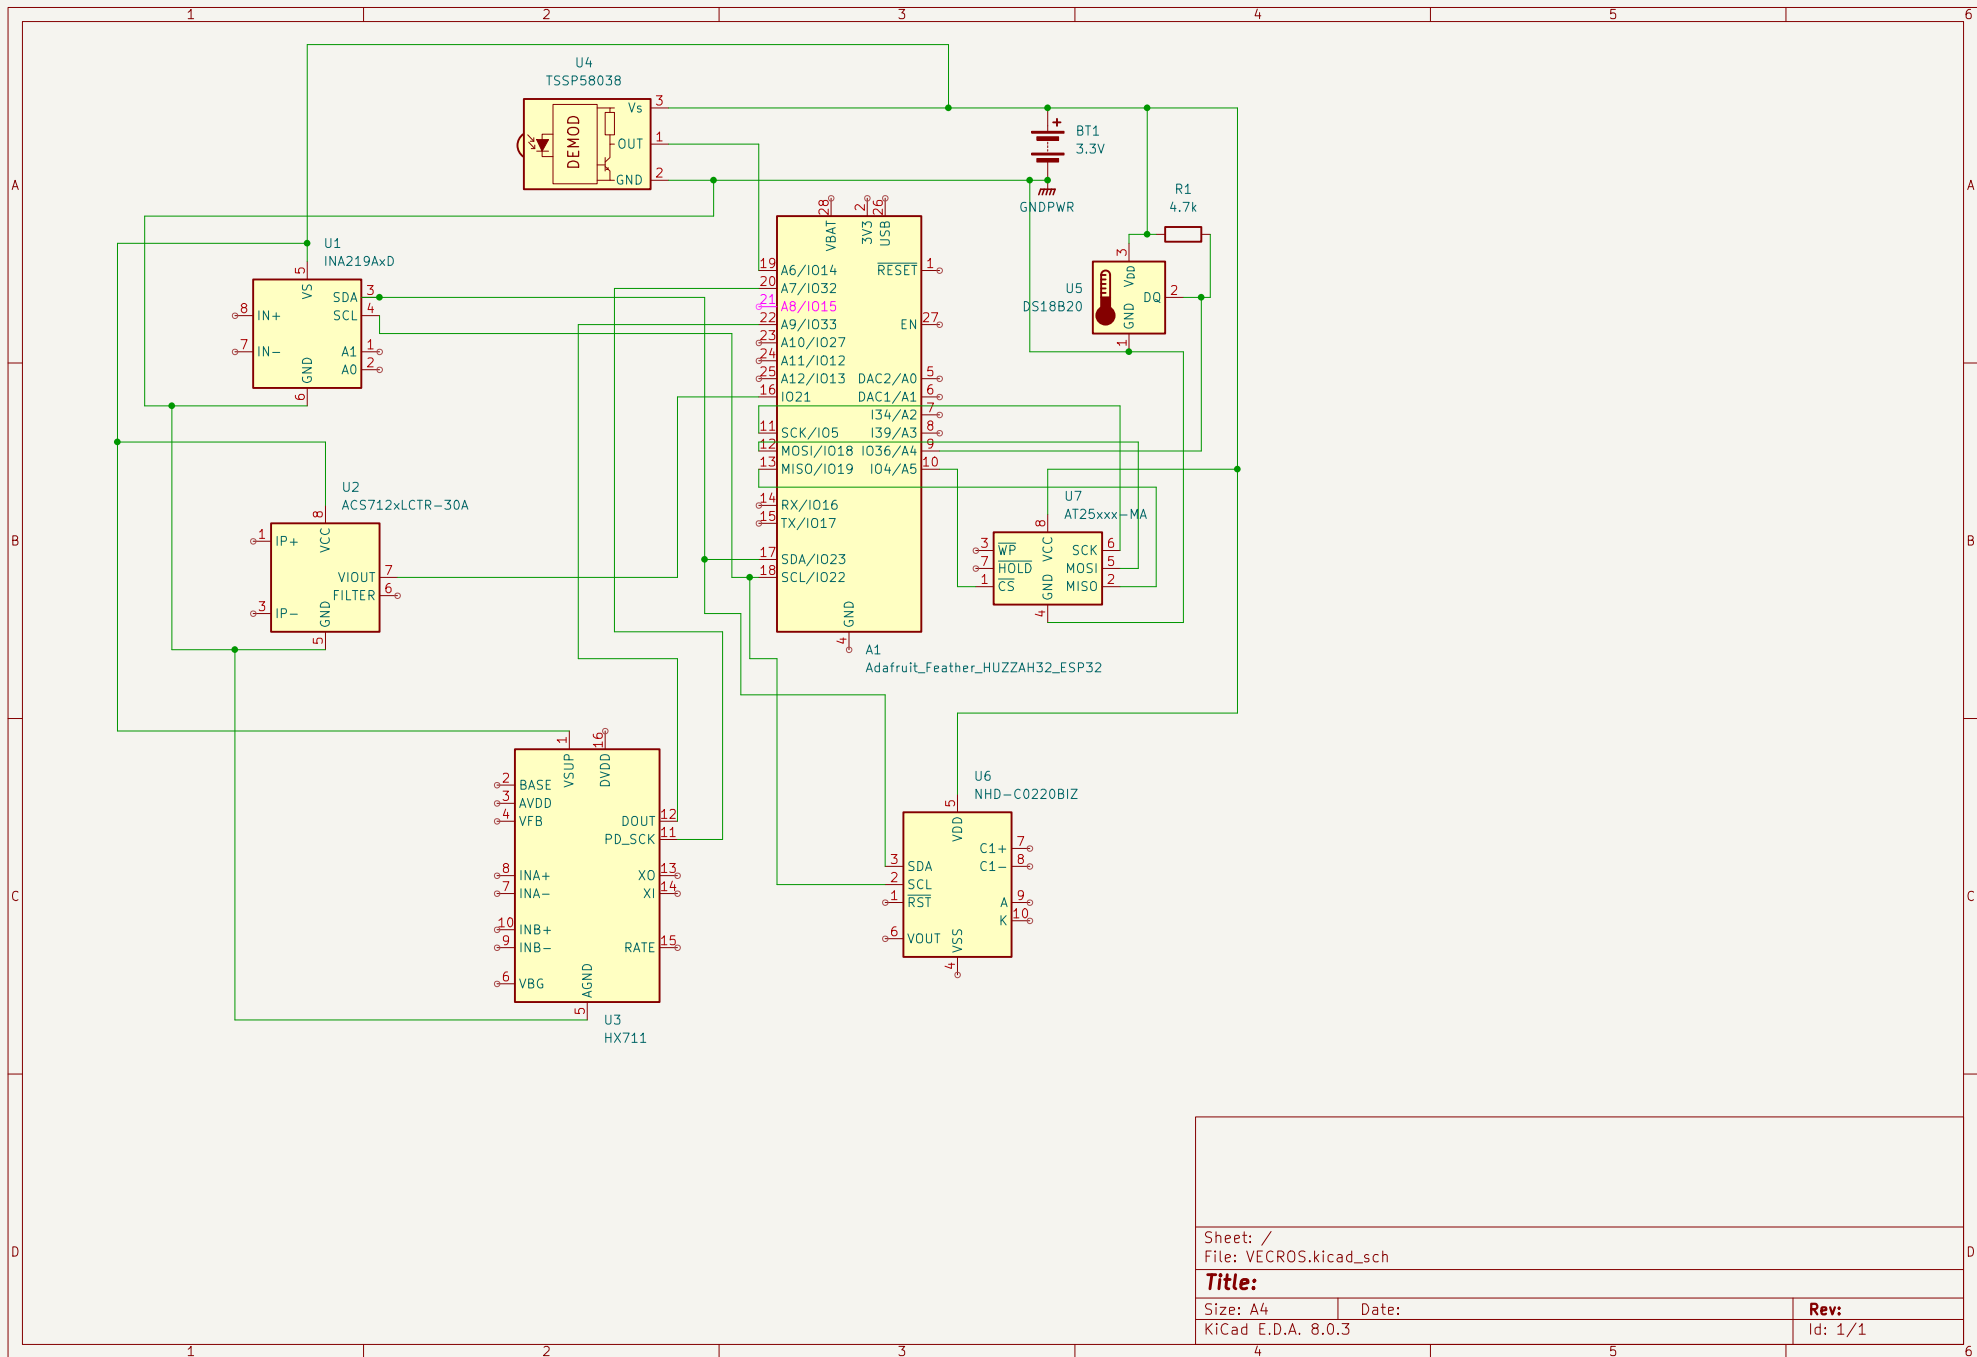 1 2 3 4 5 6
A
B
C
D
U4
TSSP58038
DEMOD
Vs 3
OUT 1
GND 2
BT1
3.3V
GNDPWR
R1
4.7k
U1
INA219AxD
5 VS
SDA 3
SCL 4
8 IN+
7 IN-
A1 1
A0 2
GND 6
28 VBAT
2 3V3
26 USB
19 A6/IO14
20 A7/IO32
21 A8/IO15
22 A9/IO33
23 A10/IO27
24 A11/IO12
25 A12/IO13
16 IO21
11 SCK/IO5
12 MOSI/IO18
13 MISO/IO19
14 RX/IO16
15 TX/IO17
17 SDA/IO23
18 SCL/IO22
RESET 1
EN 27
DAC2/A0 5
DAC1/A1 6
I34/A2 7
I39/A3 8
IO36/A4 9
IO4/A5 10
GND 4
A1
Adafruit_Feather_HUZZAH32_ESP32
U5
DS18B20
3 VDD
DQ 2
GND 1
U2
ACS712xLCTR-30A
8 VCC
1 IP+
VIOUT 7
FILTER 6
3 IP-
GND 5
U7
AT25xxx-MA
8 VCC
3 WP
7 HOLD
1 CS
SCK 6
MOSI 5
MISO 2
GND 4
1 VSUP
16 DVDD
2 BASE
3 AVDD
4 VFB
DOUT 12
PD_SCK 11
8 INA+
7 INA-
XO 13
XI 14
10 INB+
9 INB-
RATE 15
6 VBG
AGND 5
U3
HX711
U6
NHD-C0220BIZ
5 VDD
3 SDA
2 SCL
1 RST
6 VOUT
C1+ 7
C1- 8
A 9
K 10
VSS 4
Sheet: /
File: VECROS.kicad_sch
Title:
Size: A4 Date: Rev:
KiCad E.D.A. 8.0.3 Id: 1/1
A
B
C
D
1 2 3 4 5 6